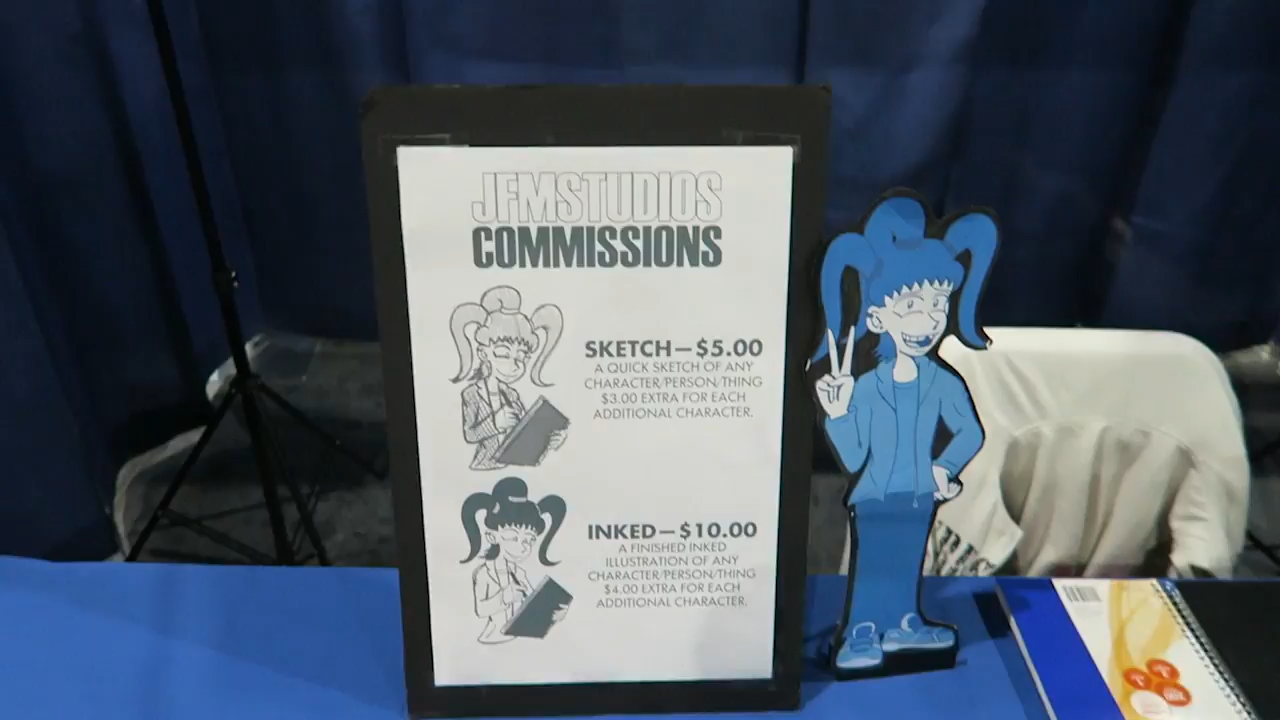 JFMSTUDIOS
COMMISSIONS
SKETCH—$5.00
A QUICK SKETCH OF ANY
CHARACTER/PERSON/THING
$3.00 EXTRA FOR EACH
ADDITIONAL CHARACTER.
INKED—$10.00
A FINISHED INKED
ILLUSTRATION OF ANY
CHARACTER/PERSON/THING
$4.00 EXTRA FOR EACH
ADDITIONAL CHARACTER.